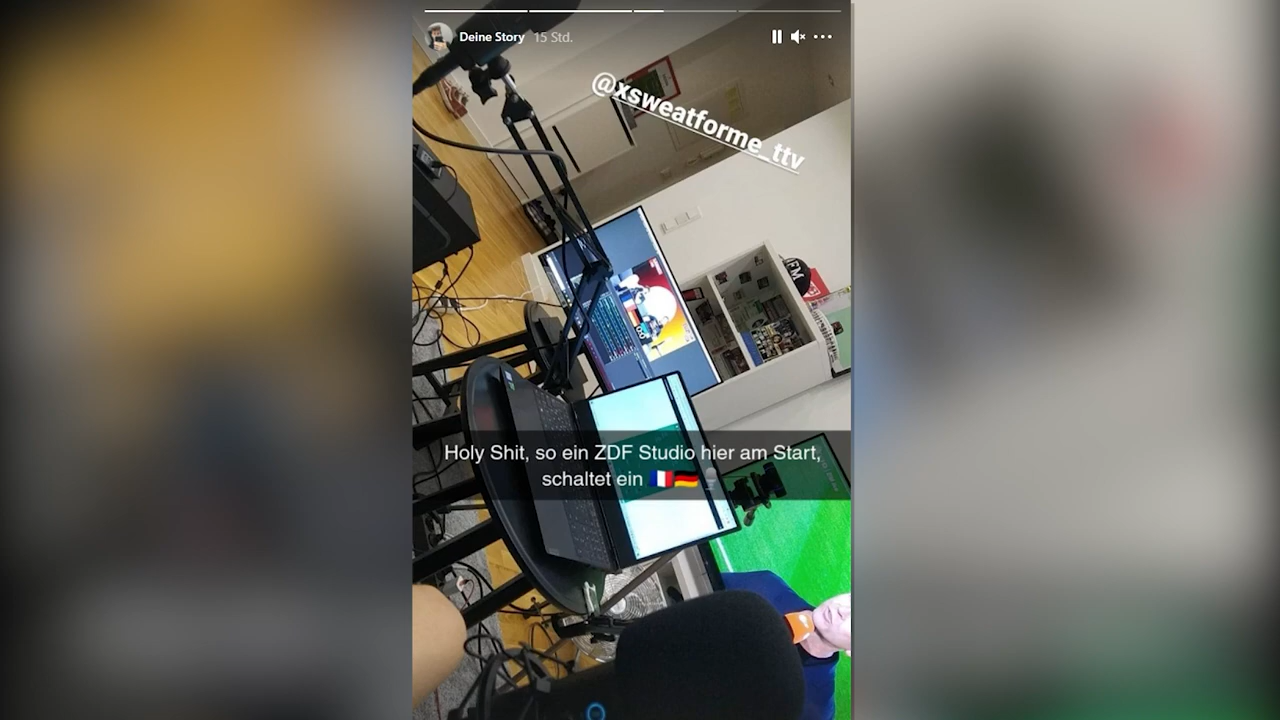 Deine Story 15 Std.
@xsweatforme_ttv
Holy Shit, so ein ZDF Studio hier am Start,
schaltet ein 🇫🇷🇩🇪🎙️